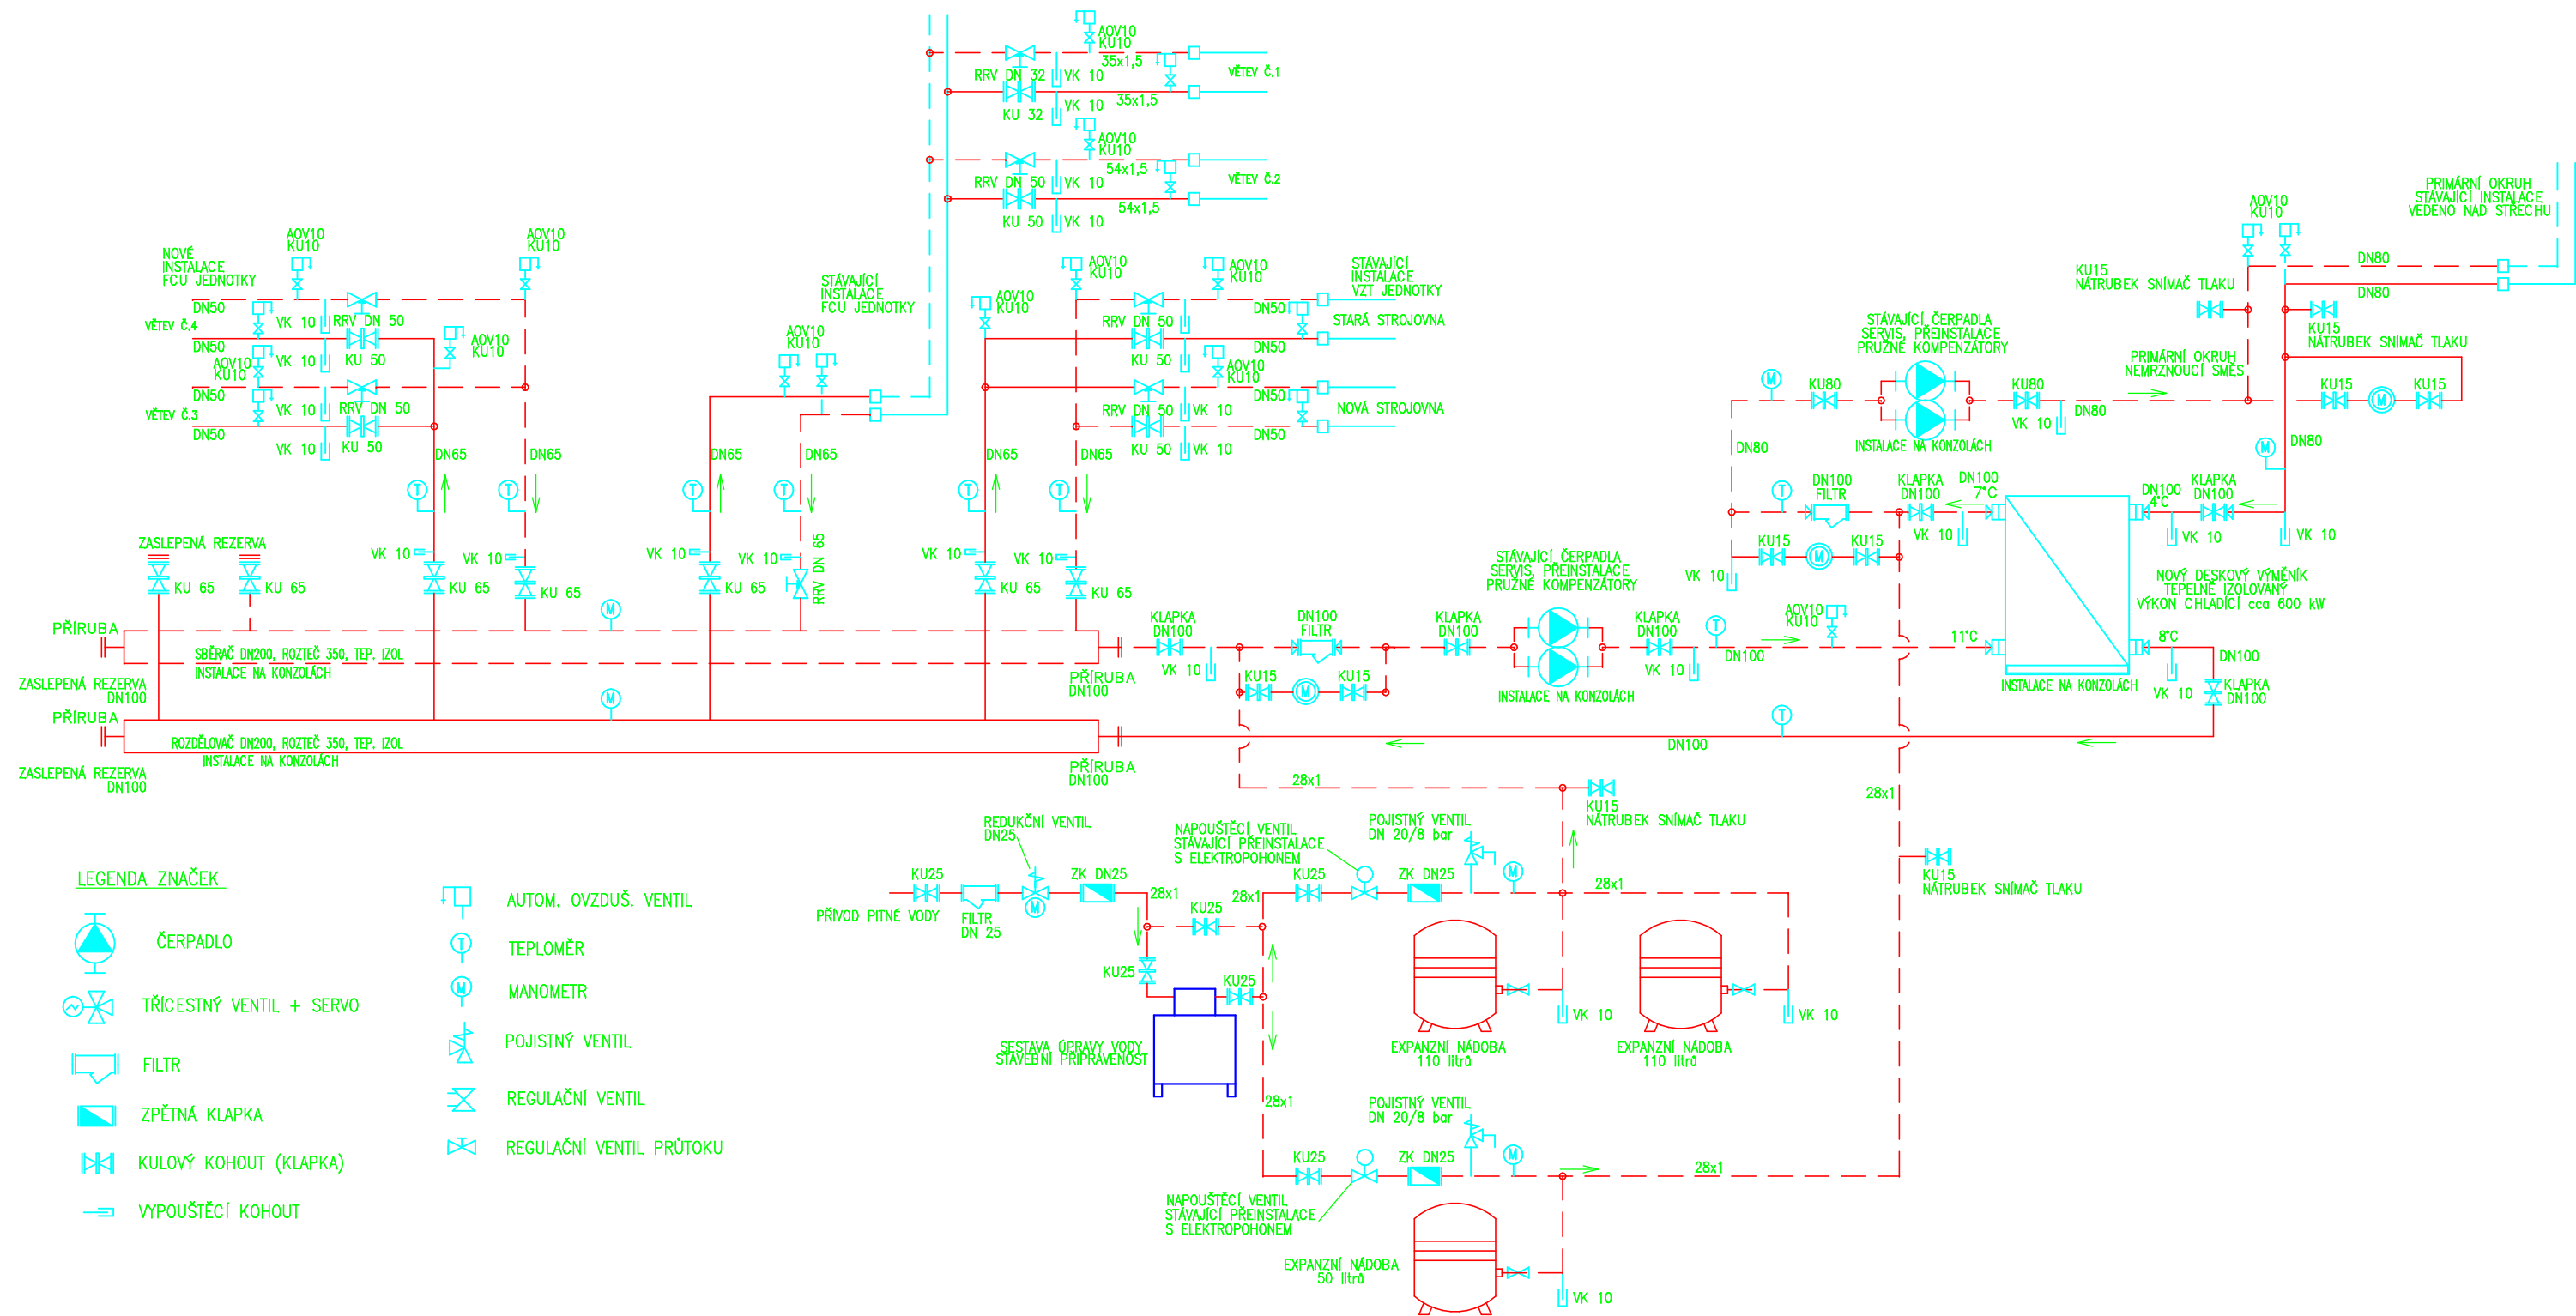 AOV10
KU10
35x1,5
RRV DN 32
VK 10
VĚTEV Č.1
VK 10
35x1,5
KU 32
AOV10
KU10
54x1,5
RRV DN 50
VK 10
VĚTEV Č.2
KU 50
VK 10
54x1,5
NOVÉ
INSTALACE
FCU JEDNOTKY
AOV10
KU10
AOV10
KU10
DN50
VK 10
RRV DN 50
VĚTEV Č.4
DN50
VK 10
KU 50
AOV10
KU10
AOV10
KU10
DN50
VK 10
RRV DN 50
VĚTEV Č.3
DN50
VK 10
KU 50
DN65
DN65
STÁVAJÍCÍ
INSTALACE
FCU JEDNOTKY
AOV10
KU10
DN65
DN65
AOV10
KU10
AOV10
KU10
AOV10
KU10
STÁVAJÍCÍ
INSTALACE
VZT JEDNOTKY
RRV DN 50
VK 10
DN50
STARÁ STROJOVNA
KU 50
VK 10
DN50
AOV10
KU10
RRV DN 50
VK 10
DN50
NOVÁ STROJOVNA
KU 50
VK 10
DN50
DN65
DN65
T
T
T
T
T
T
ZASLEPENÁ REZERVA
KU 65
KU 65
VK 10
KU 65
VK 10
KU 65
VK 10
KU 65
VK 10
RRV DN 65
VK 10
KU 65
VK 10
KU 65
M
PŘÍRUBA
SBĚRAČ DN200, ROZTEČ 350, TEP. IZOL
INSTALACE NA KONZOLÁCH
ZASLEPENÁ REZERVA
DN100
M
PŘÍRUBA
DN100
PŘÍRUBA
ROZDĚLOVAČ DN200, ROZTEČ 350, TEP. IZOL
INSTALACE NA KONZOLÁCH
ZASLEPENÁ REZERVA
DN100
PŘÍRUBA
DN100
KLAPKA
DN100
VK 10
DN100
FILTR
KU15
M
KU15
KLAPKA
DN100
STÁVAJÍCÍ ČERPADLA
SERVIS, PŘEINSTALACE
PRUŽNÉ KOMPENZÁTORY
INSTALACE NA KONZOLÁCH
KLAPKA
DN100
VK 10
T
DN100
AOV10
KU10
11°C
T
DN100
PRIMÁRNÍ OKRUH
STÁVAJÍCÍ INSTALACE
VEDENO NAD STŘECHU
AOV10
KU10
DN80
DN80
KU15
NÁTRUBEK SNÍMAČ TLAKU
KU15
NÁTRUBEK SNÍMAČ TLAKU
STÁVAJÍCÍ ČERPADLA
SERVIS, PŘEINSTALACE
PRUŽNÉ KOMPENZÁTORY
PRIMÁRNÍ OKRUH
NEMRZNOUCÍ SMĚS
M
KU80
KU80
VK 10
DN80
KU15
M
KU15
INSTALACE NA KONZOLÁCH
DN80
DN80
M
T
DN100
FILTR
KLAPKA
DN100
DN100
7°C
DN100
4°C
KLAPKA
DN100
VK 10
VK 10
VK 10
KU15
M
KU15
VK 10
NOVÝ DESKOVÝ VÝMĚNÍK
TEPELNĚ IZOLOVANÝ
VÝKON CHLADÍCÍ cca 600 kW
8°C
DN100
VK 10
KLAPKA
DN100
INSTALACE NA KONZOLÁCH
28x1
28x1
KU15
NÁTRUBEK SNÍMAČ TLAKU
KU15
NÁTRUBEK SNÍMAČ TLAKU
REDUKČNÍ VENTIL
DN25
NAPOUŠTĚCÍ VENTIL
STÁVAJÍCÍ PŘEINSTALACE
S ELEKTROPOHONEM
POJISTNÝ VENTIL
DN 20/8 bar
KU25
M
ZK DN25
28x1
28x1
KU25
ZK DN25
M
28x1
PŘÍVOD PITNÉ VODY
FILTR
DN 25
KU25
KU25
KU25
SESTAVA ÚPRAVY VODY
STAVEBNÍ PŘIPRAVENOST
VK 10
VK 10
EXPANZNÍ NÁDOBA
110 litrů
EXPANZNÍ NÁDOBA
110 litrů
28x1
POJISTNÝ VENTIL
DN 20/8 bar
KU25
ZK DN25
M
28x1
NAPOUŠTĚCÍ VENTIL
STÁVAJÍCÍ PŘEINSTALACE
S ELEKTROPOHONEM
EXPANZNÍ NÁDOBA
50 litrů
VK 10
LEGENDA ZNAČEK
ČERPADLO
TŘÍCESTNÝ VENTIL + SERVO
FILTR
ZPĚTNÁ KLAPKA
KULOVÝ KOHOUT (KLAPKA)
VYPOUŠTĚCÍ KOHOUT
AUTOM. OVZDUŠ. VENTIL
T
TEPLOMĚR
M
MANOMETR
POJISTNÝ VENTIL
REGULAČNÍ VENTIL
REGULAČNÍ VENTIL PRŮTOKU